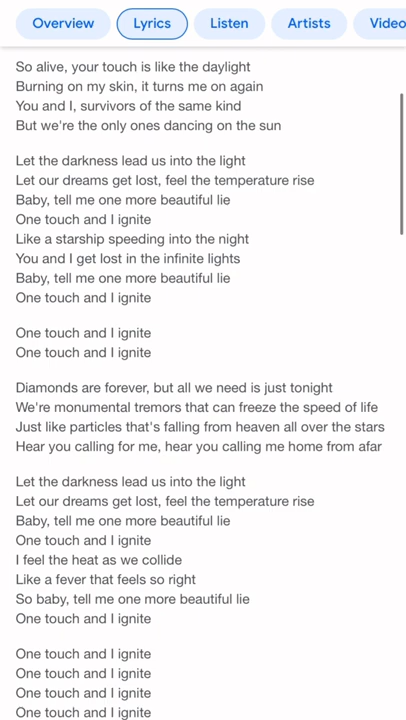 Overview Lyrics Listen Artists Video
So alive, your touch is like the daylight
Burning on my skin, it turns me on again
You and I, survivors of the same kind
But we're the only ones dancing on the sun
Let the darkness lead us into the light
Let our dreams get lost, feel the temperature rise
Baby, tell me one more beautiful lie
One touch and I ignite
Like a starship speeding into the night
You and I get lost in the infinite lights
Baby, tell me one more beautiful lie
One touch and I ignite
One touch and I ignite
One touch and I ignite
Diamonds are forever, but all we need is just tonight
We're monumental tremors that can freeze the speed of life
Just like particles that's falling from heaven all over the stars
Hear you calling for me, hear you calling me home from afar
Let the darkness lead us into the light
Let our dreams get lost, feel the temperature rise
Baby, tell me one more beautiful lie
One touch and I ignite
I feel the heat as we collide
Like a fever that feels so right
So baby, tell me one more beautiful lie
One touch and I ignite
One touch and I ignite
One touch and I ignite
One touch and I ignite
One touch and I ignite